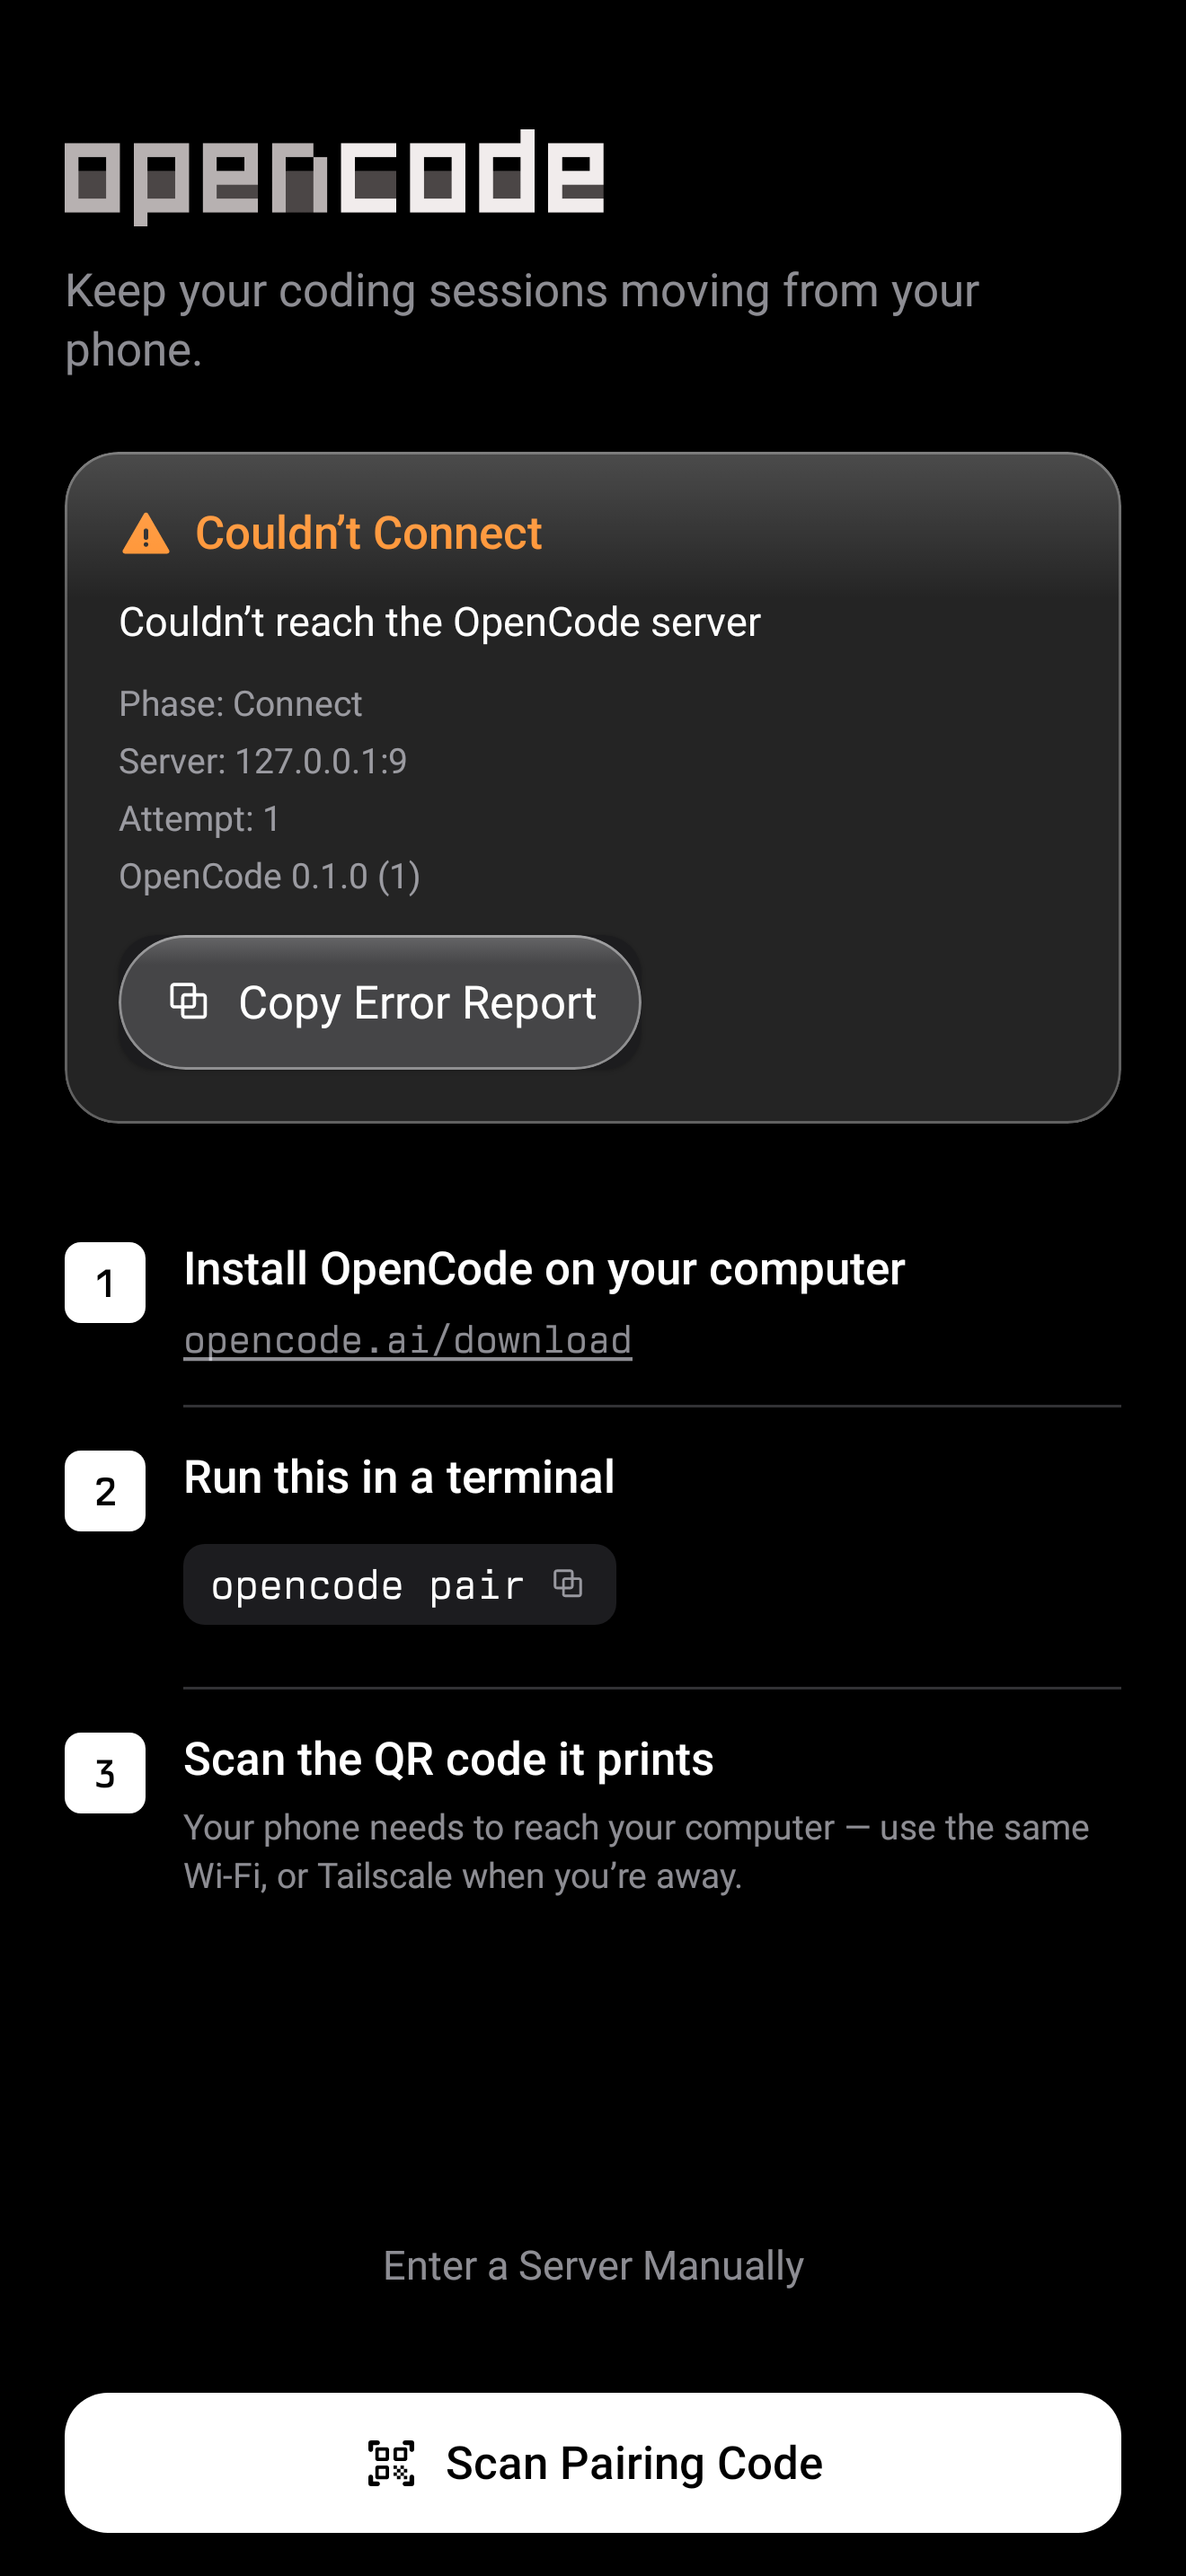 opencode
Keep your coding sessions moving from your
phone.
Couldn’t Connect
Couldn’t reach the OpenCode server
Phase: Connect
Server: 127.0.0.1:9
Attempt: 1
OpenCode 0.1.0 (1)
Copy Error Report
1
Install OpenCode on your computer
opencode.ai/download
2
Run this in a terminal
opencode pair
3
Scan the QR code it prints
Your phone needs to reach your computer — use the same
Wi-Fi, or Tailscale when you’re away.
Enter a Server Manually
Scan Pairing Code